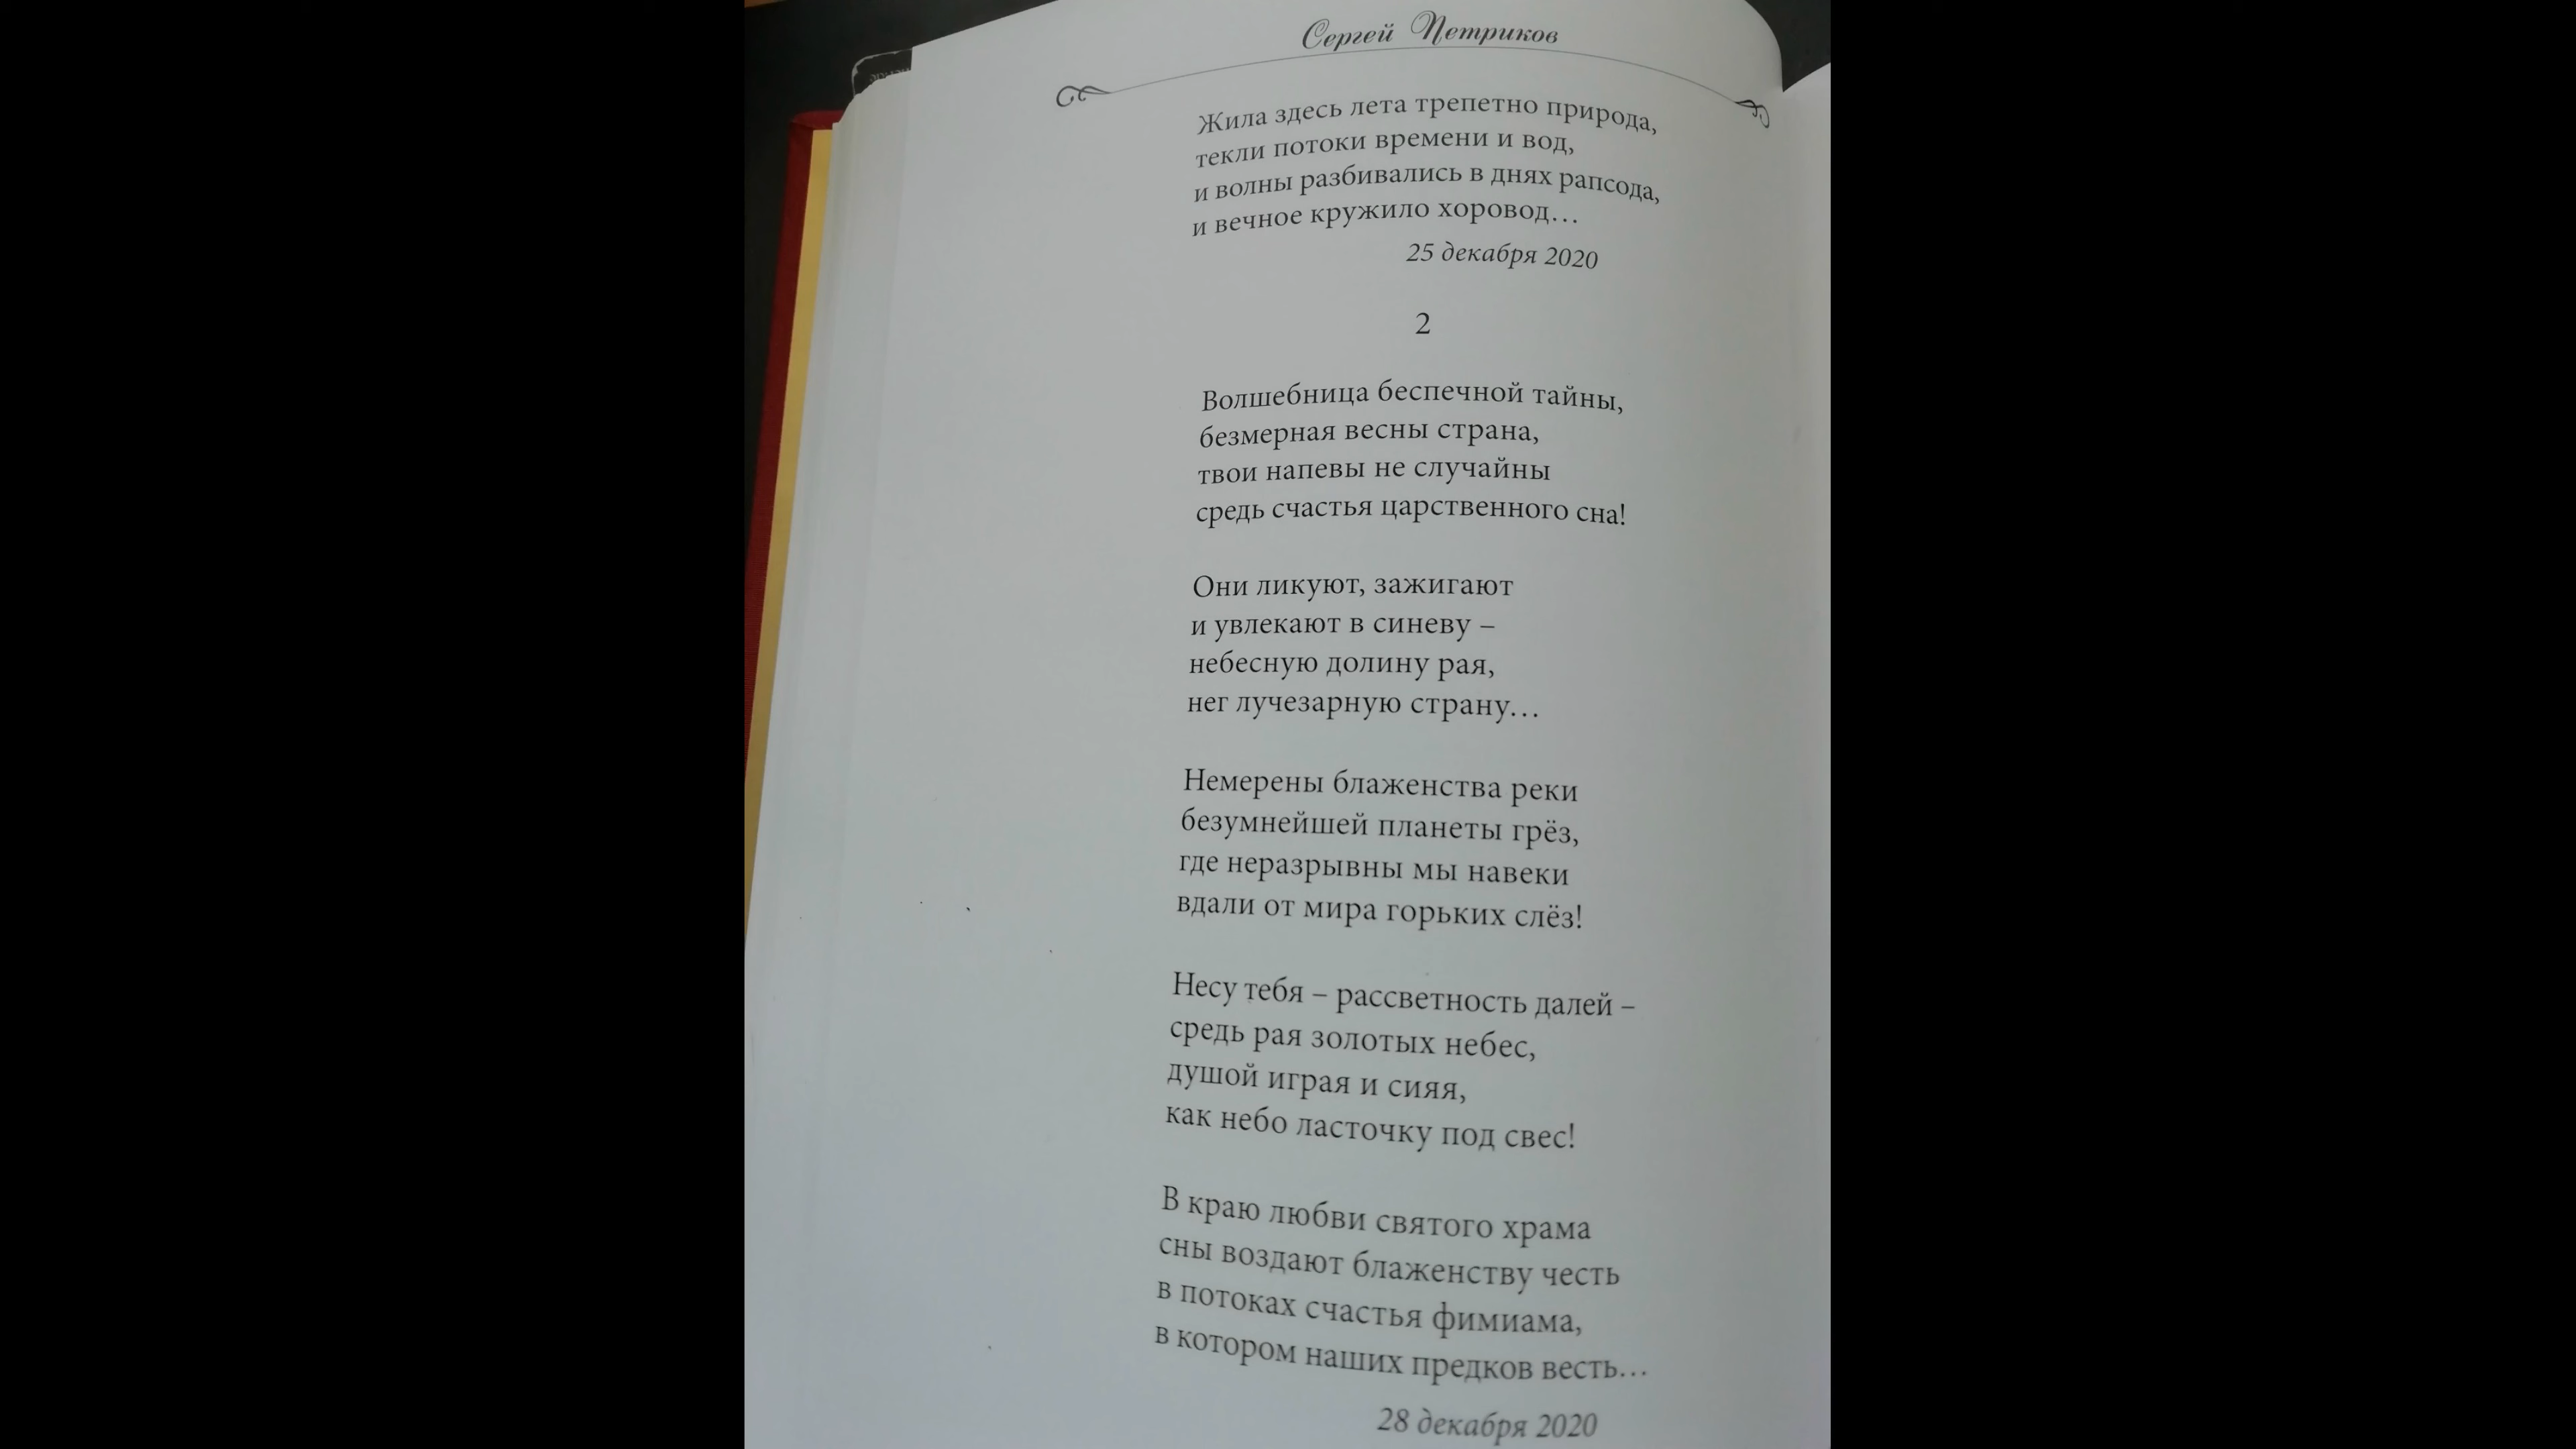 Сергей Петриков
Жила здесь лета трепетно природа,
текли потоки времени и вод,
и волны разбивались в днях рапсода,
и вечное кружило хоровод…
25 декабря 2020
2
Волшебница беспечной тайны,
безмерная весны страна,
твои напевы не случайны
средь счастья царственного сна!
Они ликуют, зажигают
и увлекают в синеву –
небесную долину рая,
нег лучезарную страну…
Немерены блаженства реки
безумнейшей планеты грёз,
где неразрывны мы навеки
вдали от мира горьких слёз!
Несу тебя – рассветность далей –
средь рая золотых небес,
душой играя и сияя,
как небо ласточку под свес!
В краю любви святого храма
сны воздают блаженству честь
в потоках счастья фимиама,
в котором наших предков весть…
28 декабря 2020